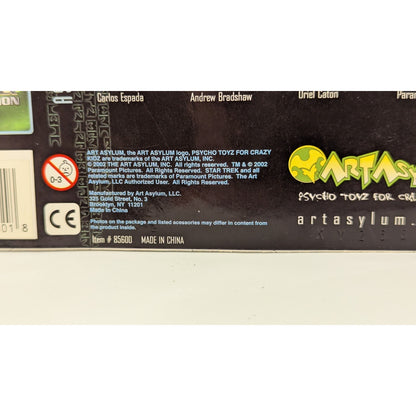 Carlos Espada
Andrew Bradshaw
Oriel Caton
ART ASYLUM, the ART ASYLUM logo, PSYCHO TOYZ FOR CRAZY
KIDZ are trademarks of the ART ASYLUM, INC.
©2002 THE ART ASYLUM, INC. All rights reserved. TM & © 2002
Paramount Pictures. All Rights Reserved. STAR TREK and all
related marks are trademarks of Paramount Pictures. The Art
Asylum, LLC Authorized User. All Rights Reserved.
Manufactured by Art Asylum, LLC
325 Gold Street, No. 3
Brooklyn, NY 11201
Made in China
Photos on the package and listed acessories may differ in content from
the product inside.
Item # 85600 MADE IN CHINA
0-3
CE
ART ASY
PSYCHO TOYZ FOR CRA
artasylum.